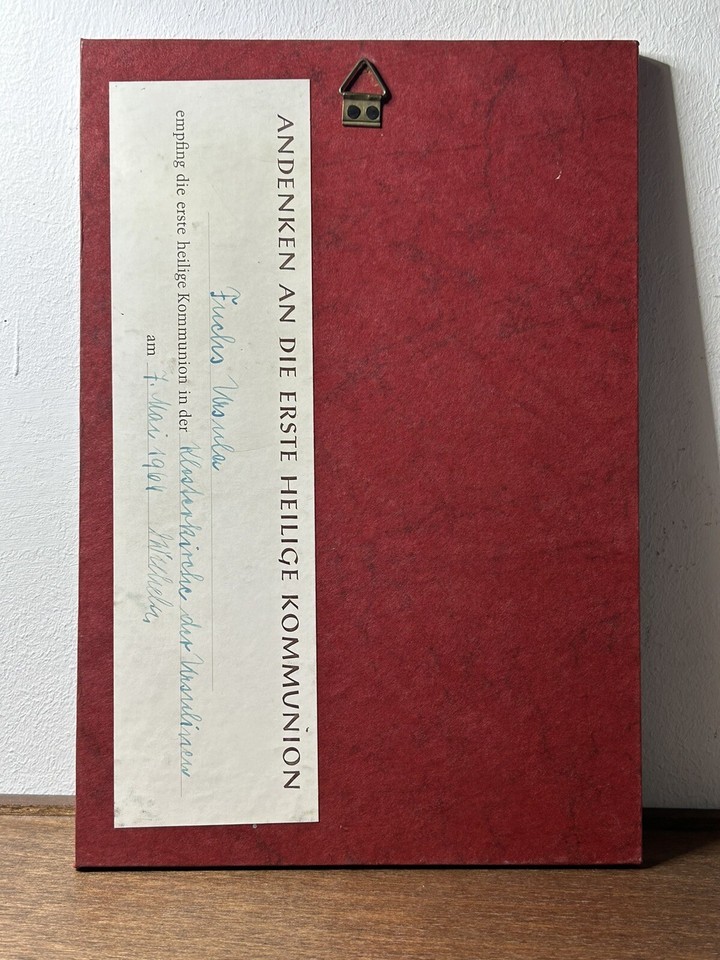 ANDENKEN AN DIE ERSTE HEILIGE KOMMUNION
Fuchs Ursula
empfing die erste heilige Kommunion in der Klosterkirche der Ursulinen
am 7. Mai